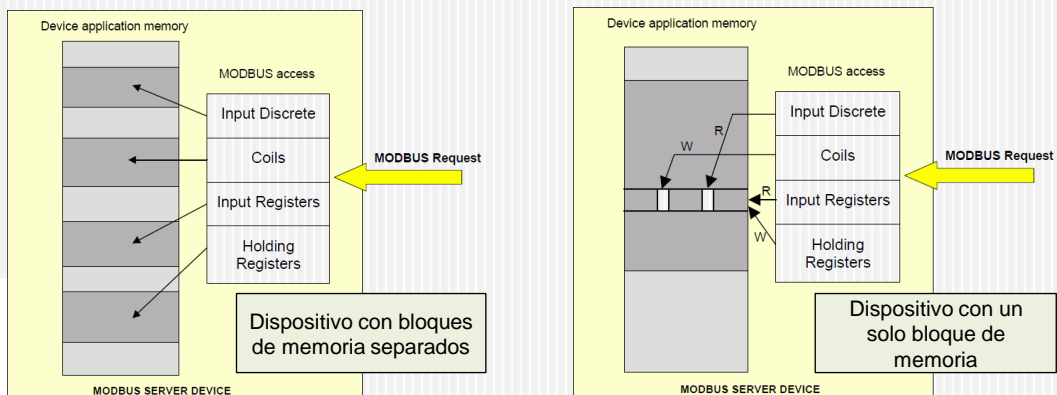 Device application memory
MODBUS access
Input Discrete
Coils
Input Registers
Holding
Registers
MODBUS Request
Dispositivo con bloques
de memoria separados
MODBUS SERVER DEVICE
Device application memory
MODBUS access
Input Discrete
R
W
Coils
Input Registers
R
W
Holding
Registers
MODBUS Request
Dispositivo con un
solo bloque de
memoria
MODBUS SERVER DEVICE